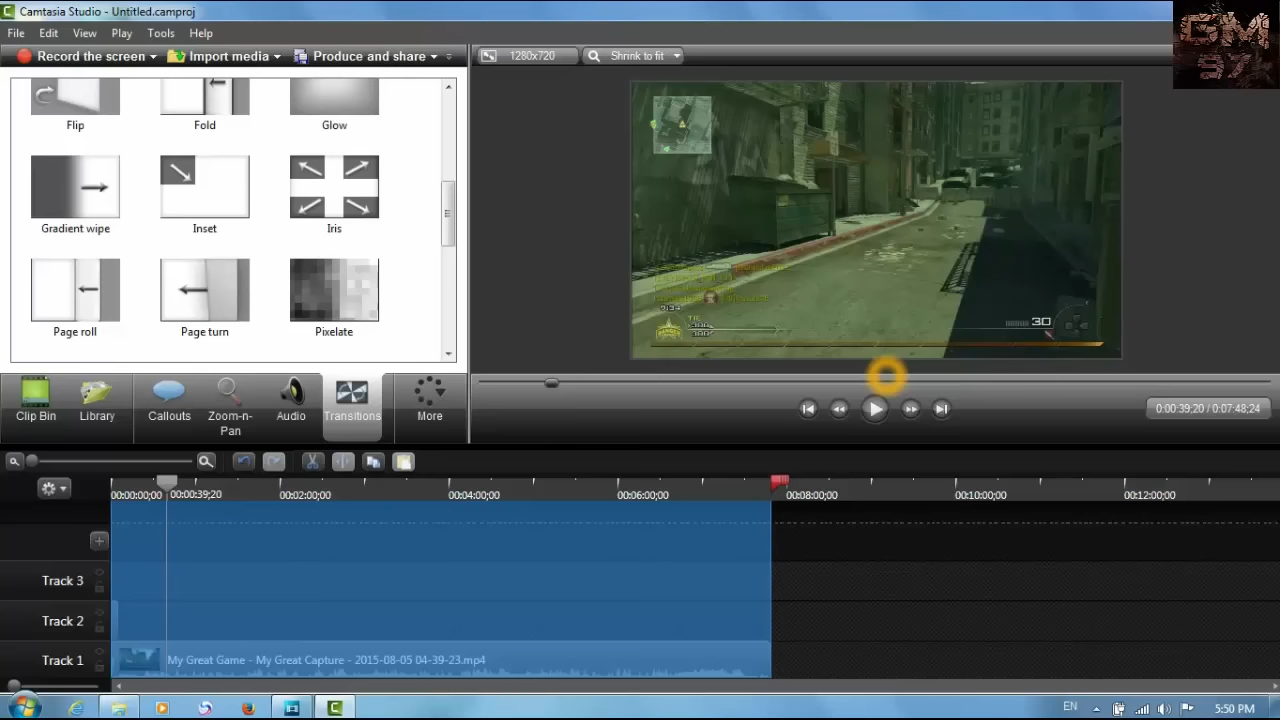 Camtasia Studio - Untitled.camproj
File Edit View Play Tools Help
Record the screen Import media Produce and share
1280x720 Shrink to fit
GM
97
Flip Fold Glow
Gradient wipe Inset Iris
Page roll Page turn Pixelate
9:34
30
Clip Bin Library Callouts Zoom-n-Pan Audio Transitions More
0:00:39;20 / 0:07:48;24
00:00:00;00 00:00:39;20 00:02:00;00 00:04:00;00 00:06:00;00 00:08:00;00 00:10:00;00 00:12:00;00
Track 3
Track 2
Track 1 My Great Game - My Great Capture - 2015-08-05 04-39-23.mp4
EN 5:50 PM